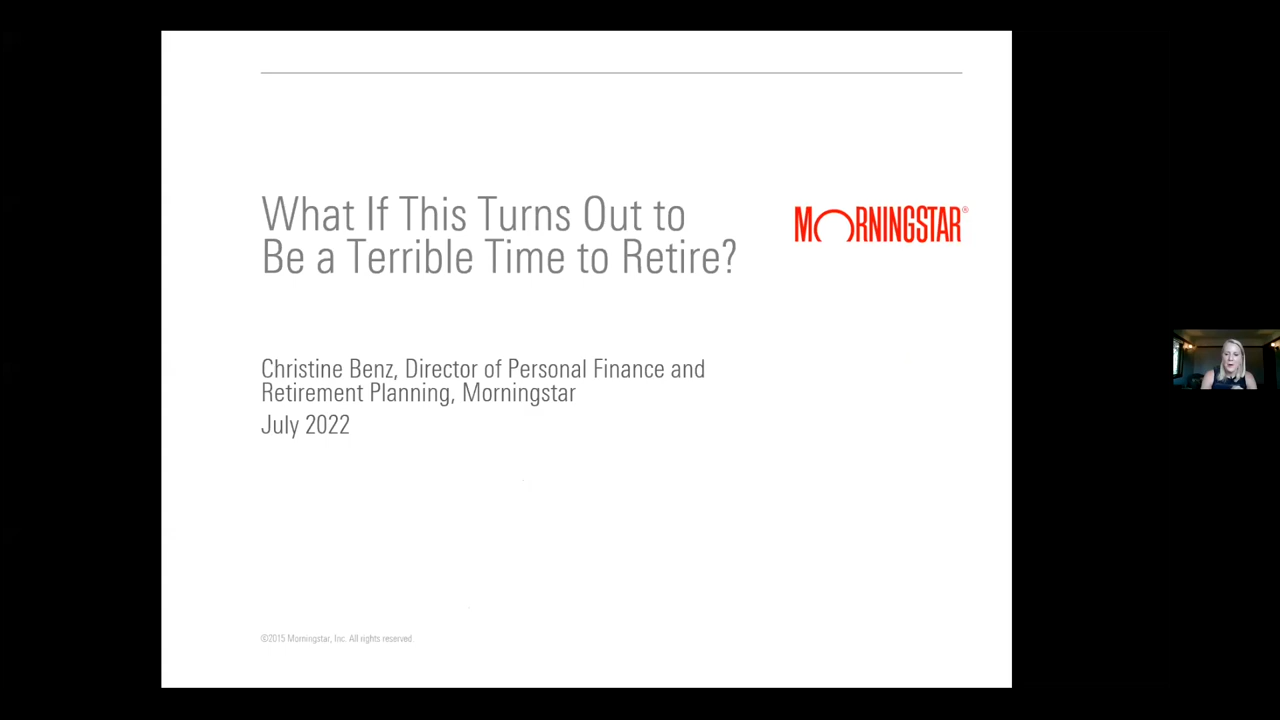 What If This Turns Out to
Be a Terrible Time to Retire?
MORNINGSTAR®
Christine Benz, Director of Personal Finance and
Retirement Planning, Morningstar
July 2022
©2015 Morningstar, Inc. All rights reserved.